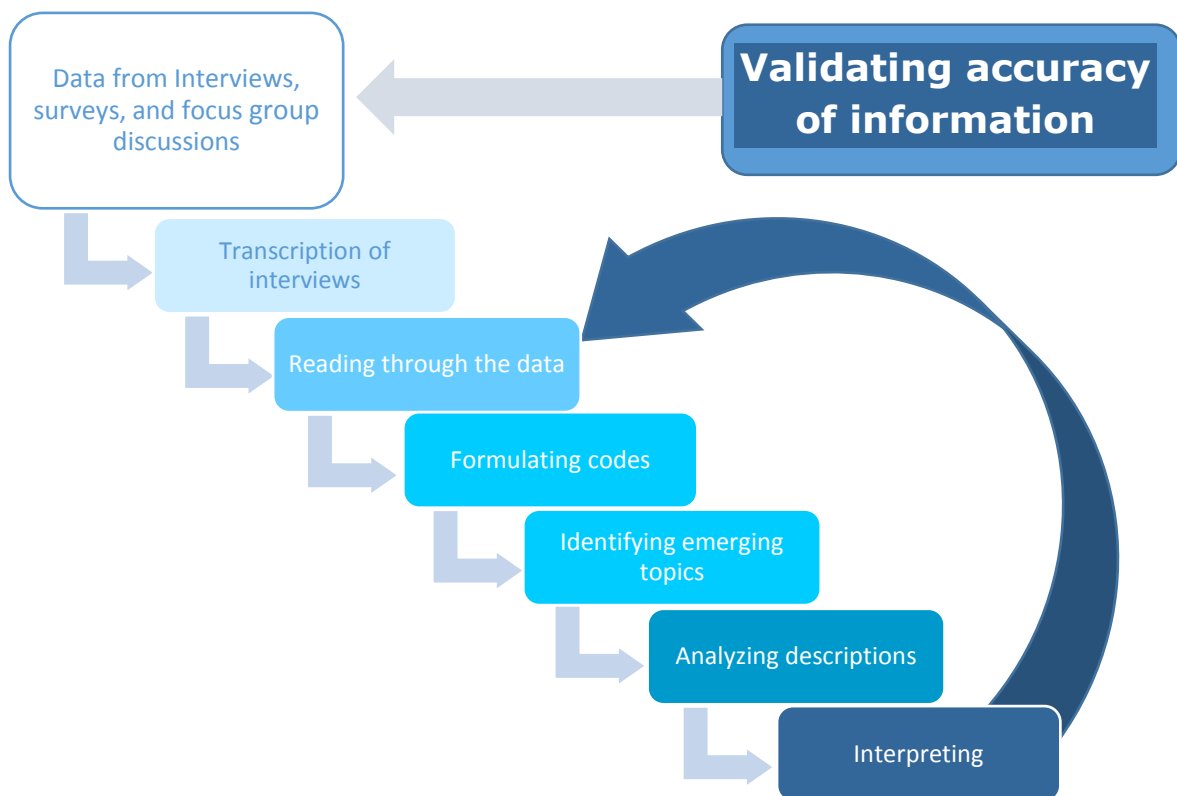 Data from Interviews,
surveys, and focus group
discussions
Validating accuracy
of information
Transcription of
interviews
Reading through the data
Formulating codes
Identifying emerging
topics
Analyzing descriptions
Interpreting